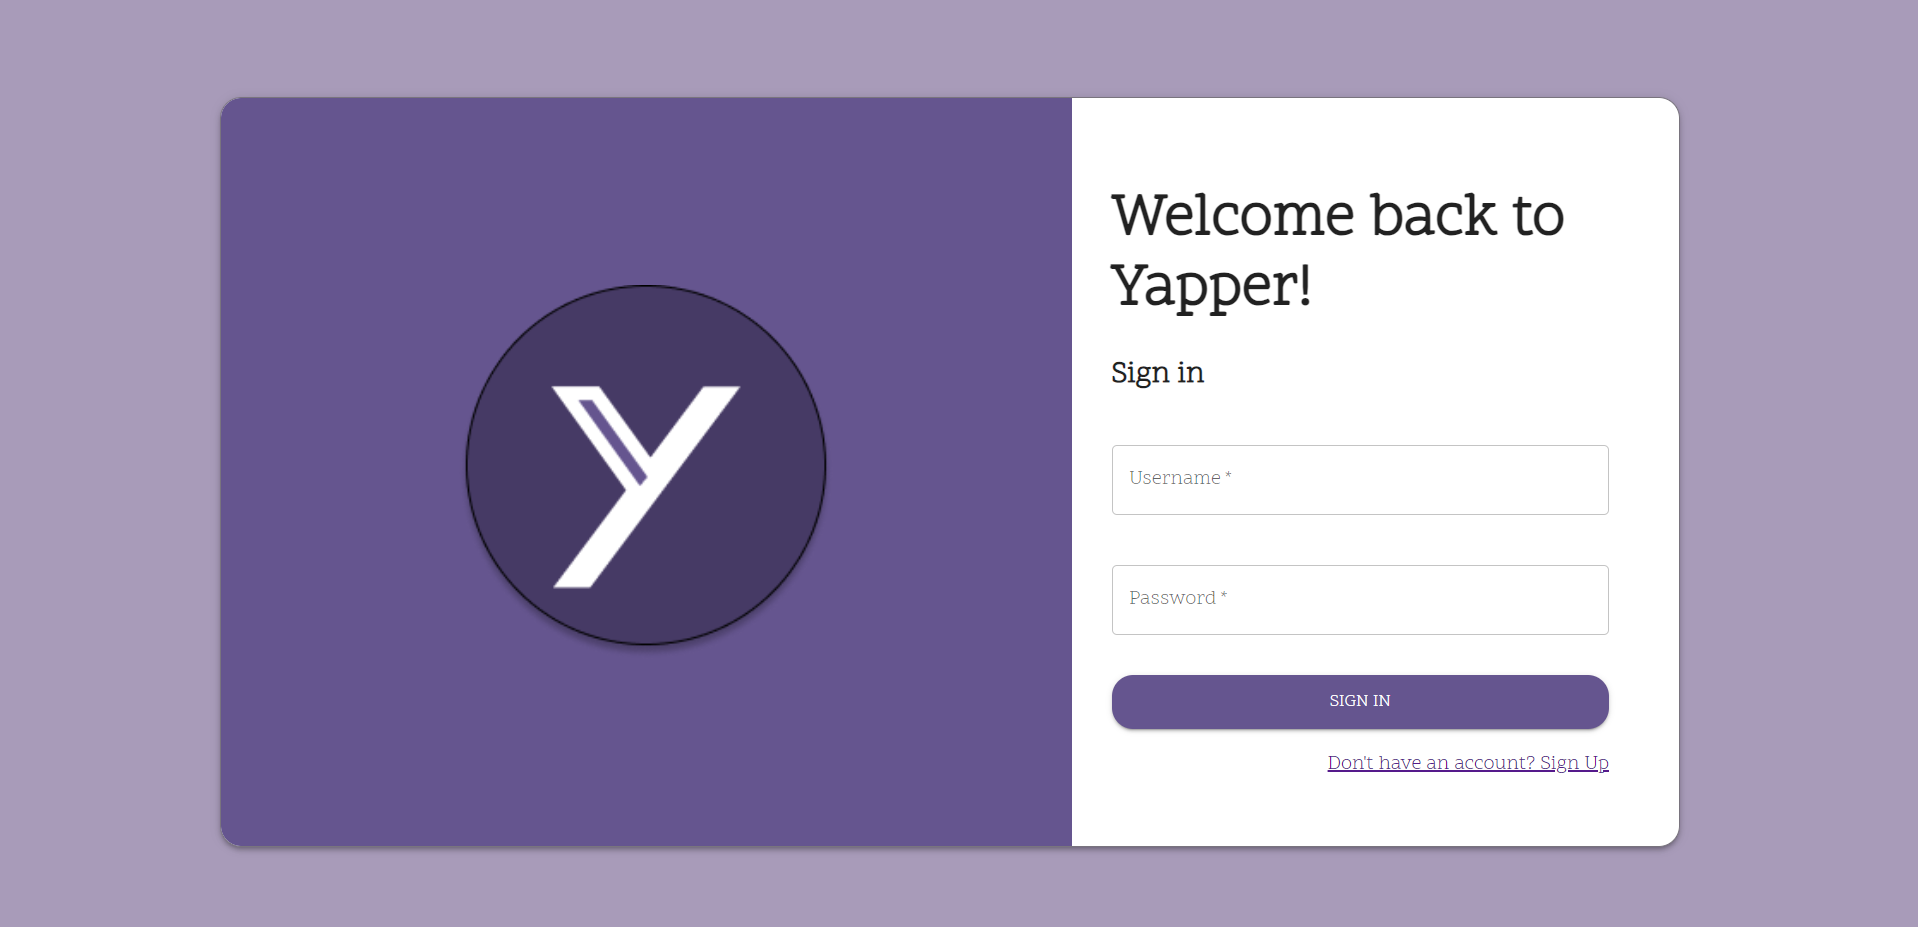 Y
Welcome back to
Yapper!
Sign in
Username *
Password *
SIGN IN
Don't have an account? Sign Up